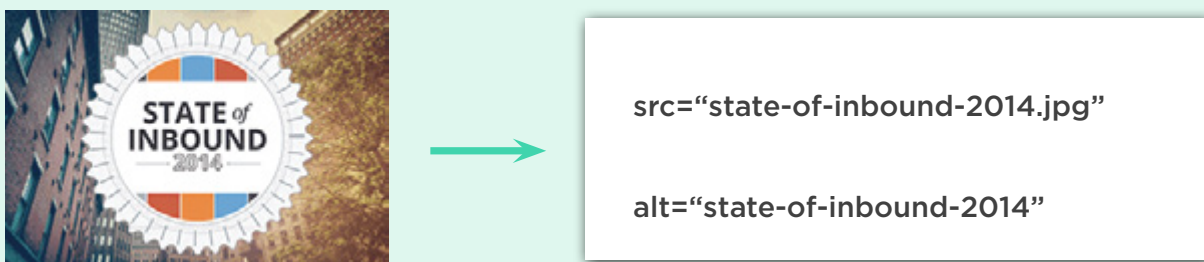 STATE of
INBOUND
2014
src=“state-of-inbound-2014.jpg”
alt=“state-of-inbound-2014”